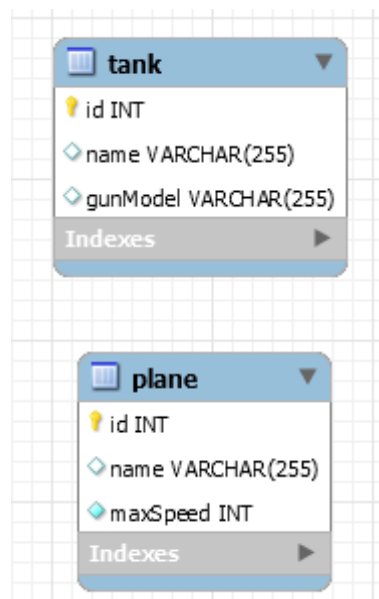 tank
id INT
name VARCHAR(255)
gunModel VARCHAR(255)
Indexes
plane
id INT
name VARCHAR(255)
maxSpeed INT
Indexes